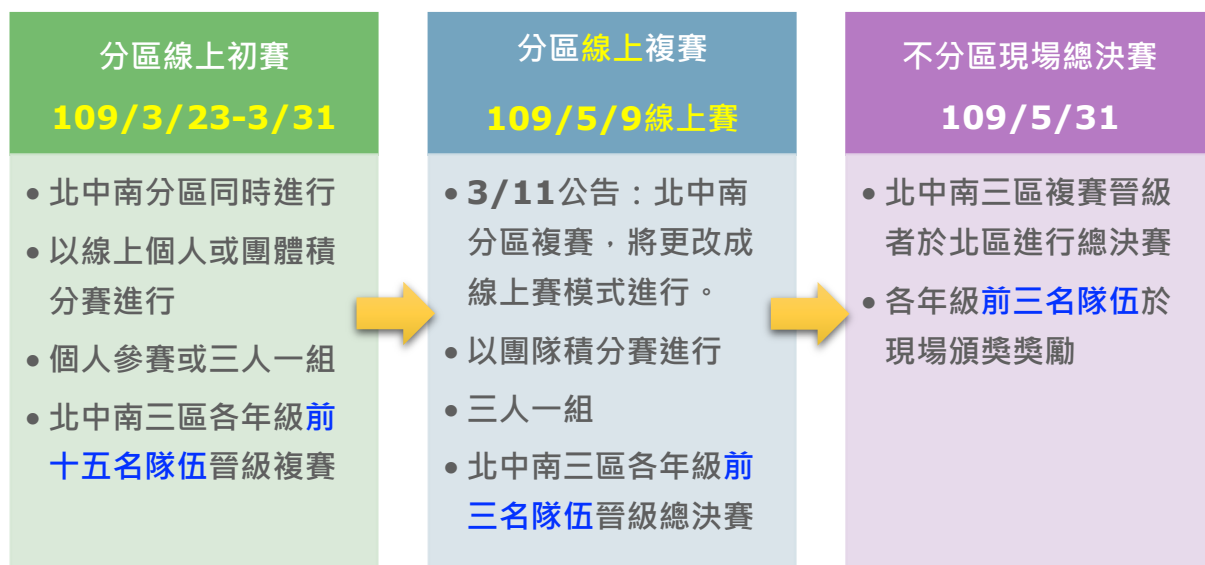 分區線上初賽
109/3/23-3/31
• 北中南分區同時進行
• 以線上個人或團體積
分賽進行
• 個人參賽或三人一組
• 北中南三區各年級前
十五名隊伍晉級複賽
分區線上複賽
109/5/9線上賽
• 3/11公告：北中南
分區複賽，將更改成
線上賽模式進行。
• 以團隊積分賽進行
• 三人一組
• 北中南三區各年級前
三名隊伍晉級總決賽
不分區現場總決賽
109/5/31
• 北中南三區複賽晉級
者於北區進行總決賽
• 各年級前三名隊伍於
現場頒獎獎勵